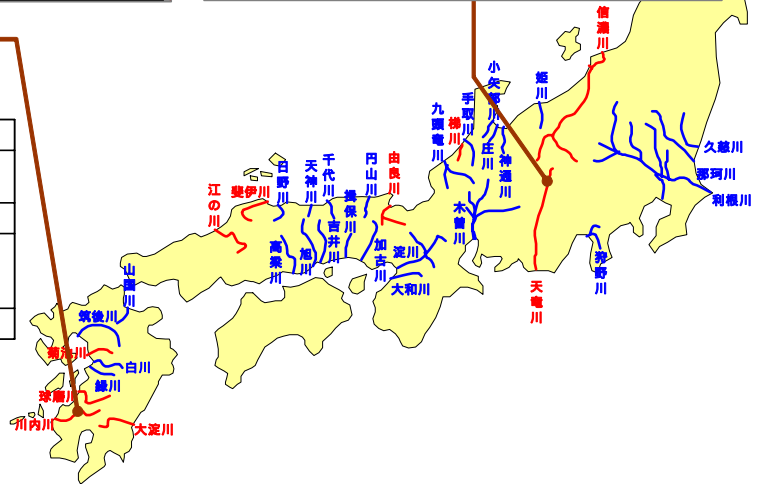 信濃川
小矢部川
姫川
手取川
九頭竜川
梯川
庄川
神通川
久慈川
那珂川
利根川
由良川
円山川
千代川
天神川
日野川
斐伊川
江の川
揖保川
吉井川
旭川
高梁川
加古川
淀川
大和川
木曽川
狩野川
天竜川
山国川
筑後川
菊池川
白川
緑川
球磨川
川内川
大淀川